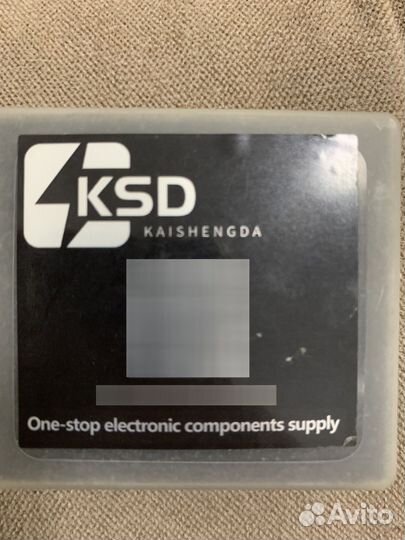 KSD
KAISHENGDA
One-stop electronic components supply
Avito